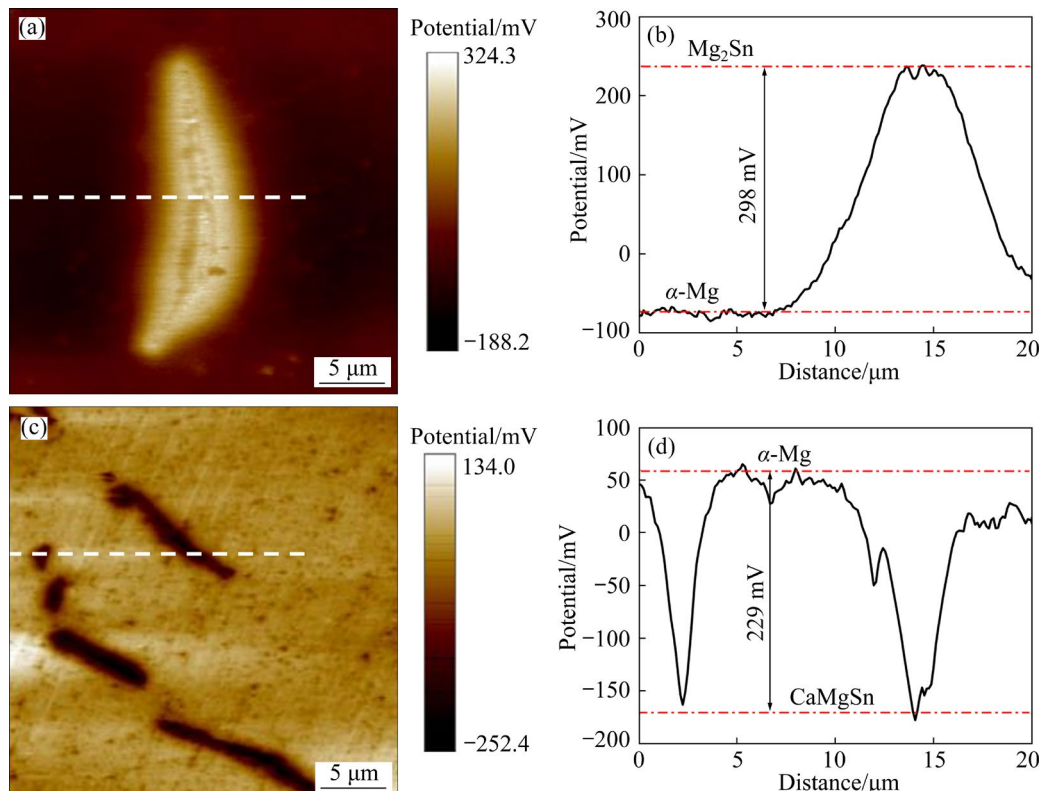 (a)
Potential/mV
324.3
−188.2
5 μm
(b)
Potential/mV
300
200
100
0
−100
Mg₂Sn
298 mV
α-Mg
0
5
10
15
20
Distance/μm
(c)
Potential/mV
134.0
−252.4
5 μm
(d)
Potential/mV
100
50
0
−50
−100
−150
−200
α-Mg
229 mV
CaMgSn
0
5
10
15
20
Distance/μm